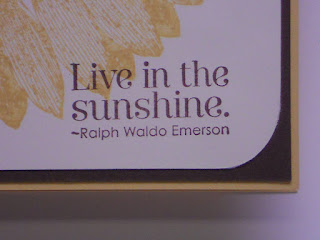 Live in the
sunshine.
~Ralph Waldo Emerson